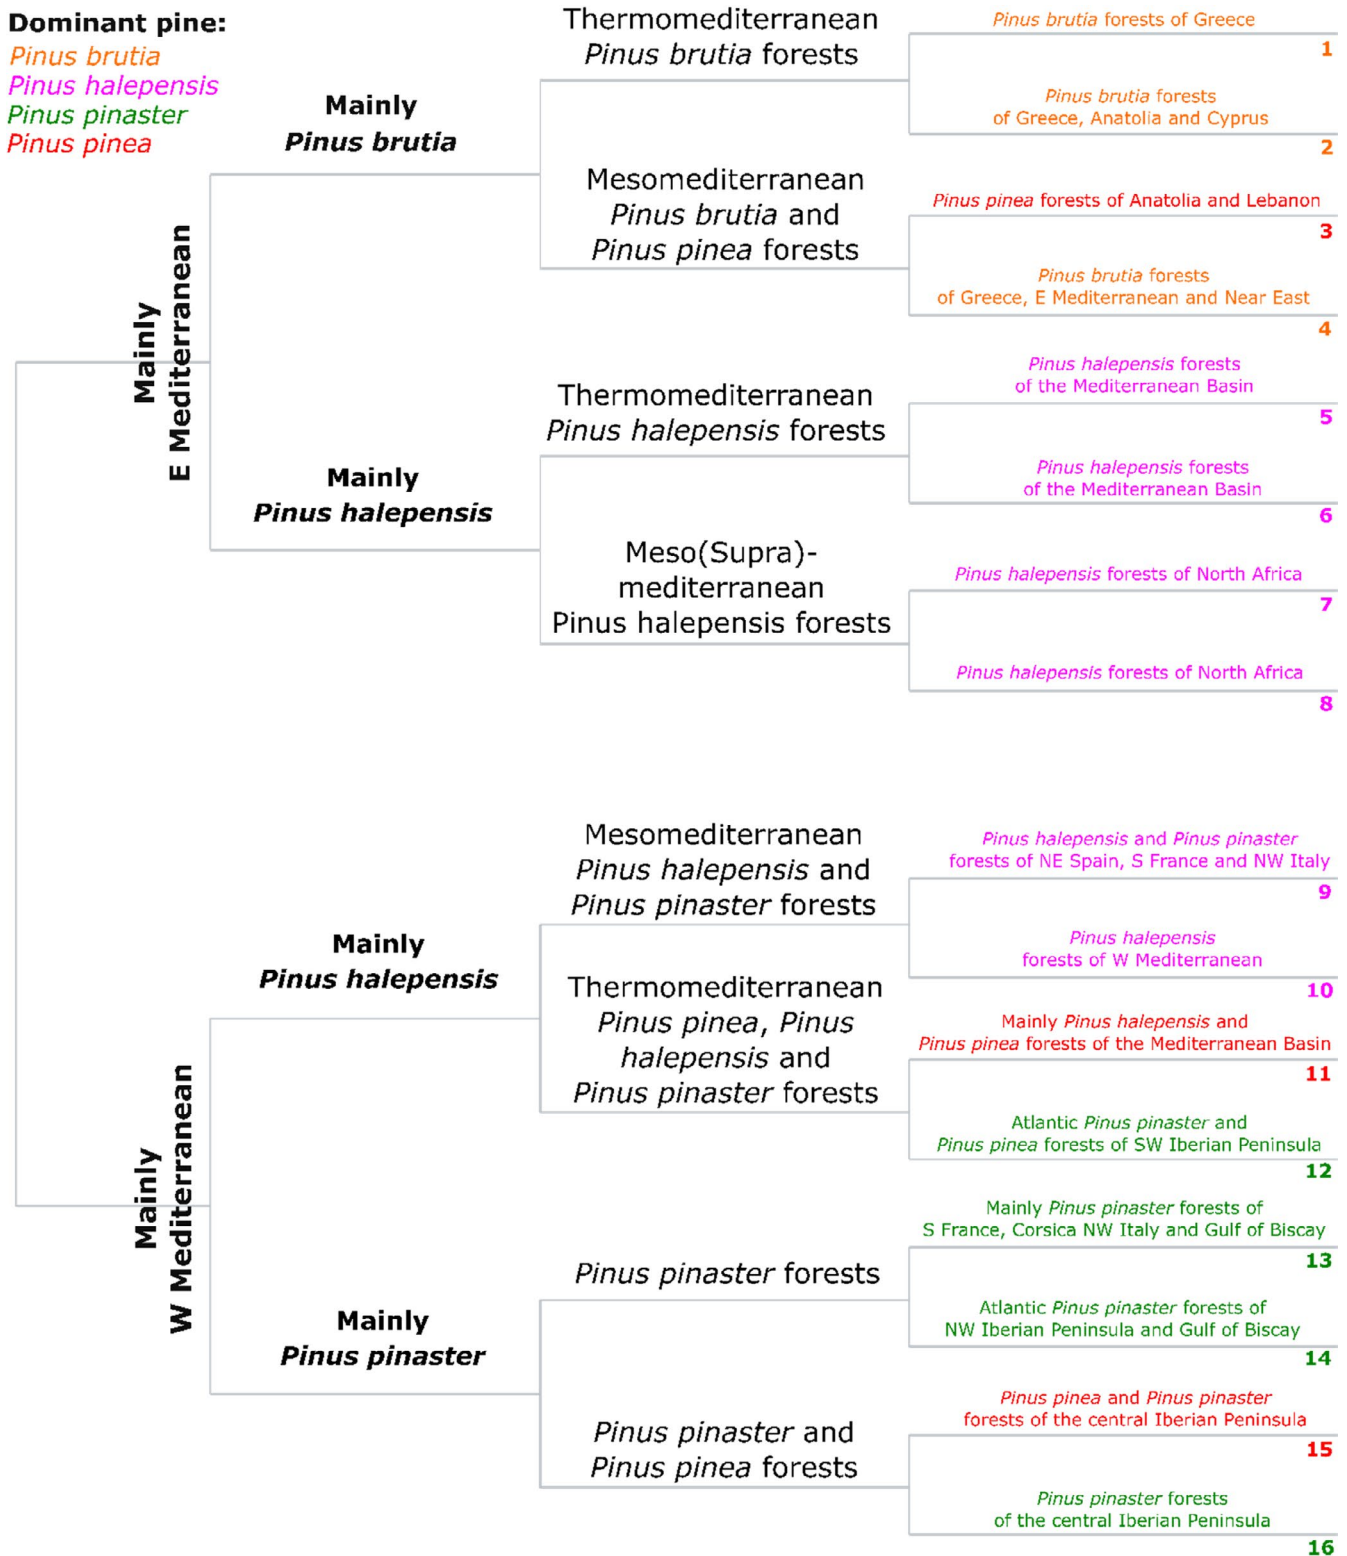 Dominant pine:
Pinus brutia
Pinus halepensis
Pinus pinaster
Pinus pinea
Mainly
E Mediterranean
Mainly
Pinus brutia
Thermomediterranean
Pinus brutia forests
Pinus brutia forests of Greece
1
Pinus brutia forests
of Greece, Anatolia and Cyprus
2
Mesomediterranean
Pinus brutia and
Pinus pinea forests
Pinus pinea forests of Anatolia and Lebanon
3
Pinus brutia forests
of Greece, E Mediterranean and Near East
4
Mainly
Pinus halepensis
Thermomediterranean
Pinus halepensis forests
Pinus halepensis forests
of the Mediterranean Basin
5
Pinus halepensis forests
of the Mediterranean Basin
6
Meso(Supra)-
mediterranean
Pinus halepensis forests
Pinus halepensis forests of North Africa
7
Pinus halepensis forests of North Africa
8
Mainly
W Mediterranean
Mainly
Pinus halepensis
Mesomediterranean
Pinus halepensis and
Pinus pinaster forests
Pinus halepensis and Pinus pinaster
forests of NE Spain, S France and NW Italy
9
Pinus halepensis
forests of W Mediterranean
10
Thermomediterranean
Pinus pinea, Pinus
halepensis and
Pinus pinaster forests
Mainly Pinus halepensis and
Pinus pinea forests of the Mediterranean Basin
11
Atlantic Pinus pinaster and
Pinus pinea forests of SW Iberian Peninsula
12
Mainly
Pinus pinaster
Pinus pinaster forests
Mainly Pinus pinaster forests of
S France, Corsica NW Italy and Gulf of Biscay
13
Atlantic Pinus pinaster forests of
NW Iberian Peninsula and Gulf of Biscay
14
Pinus pinaster and
Pinus pinea forests
Pinus pinea and Pinus pinaster
forests of the central Iberian Peninsula
15
Pinus pinaster forests
of the central Iberian Peninsula
16